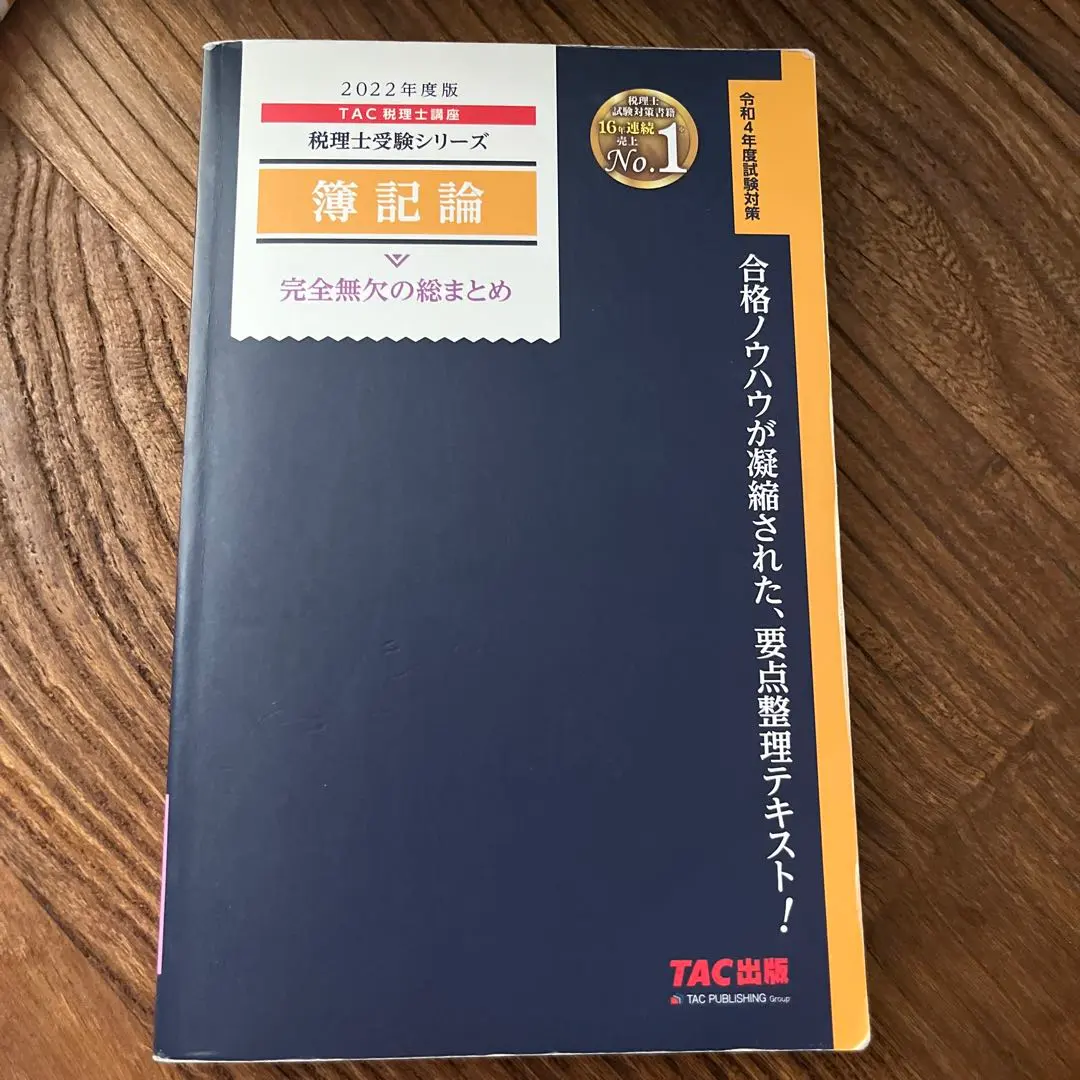 2022年度版
TAC税理士講座
税理士受験シリーズ
簿記論
完全無欠の総まとめ
税理士
試験対策書籍
16年連続
売上
No.1
令和4年度試験対策
合格ノウハウが凝縮された、要点整理テキスト!
TAC出版
TAC PUBLISHING Group